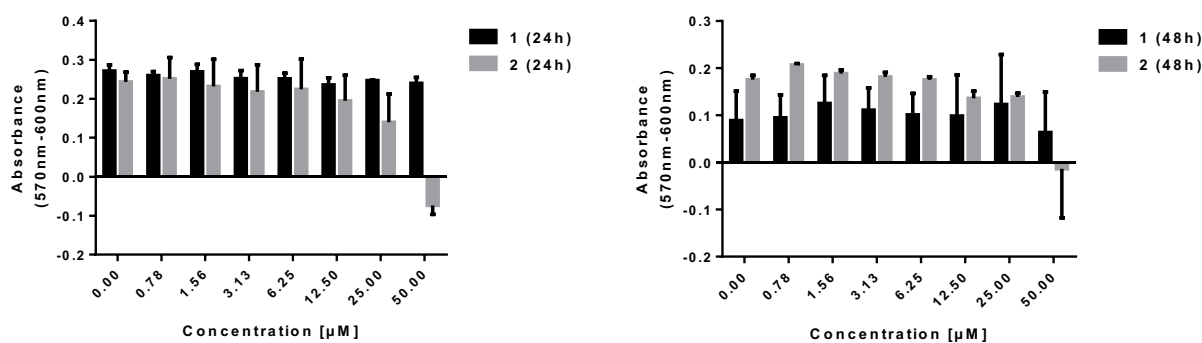 0.4
0.3
0.2
0.1
0.0
-0.1
-0.2
Absorbance
(570nm-600nm)
0.00
0.78
1.56
3.13
6.25
12.50
25.00
50.00
Concentration [µM]
1 (24h)
2 (24h)
0.3
0.2
0.1
0.0
-0.1
-0.2
Absorbance
(570nm-600nm)
0.00
0.78
1.56
3.13
6.25
12.50
25.00
50.00
Concentration [µM]
1 (48h)
2 (48h)